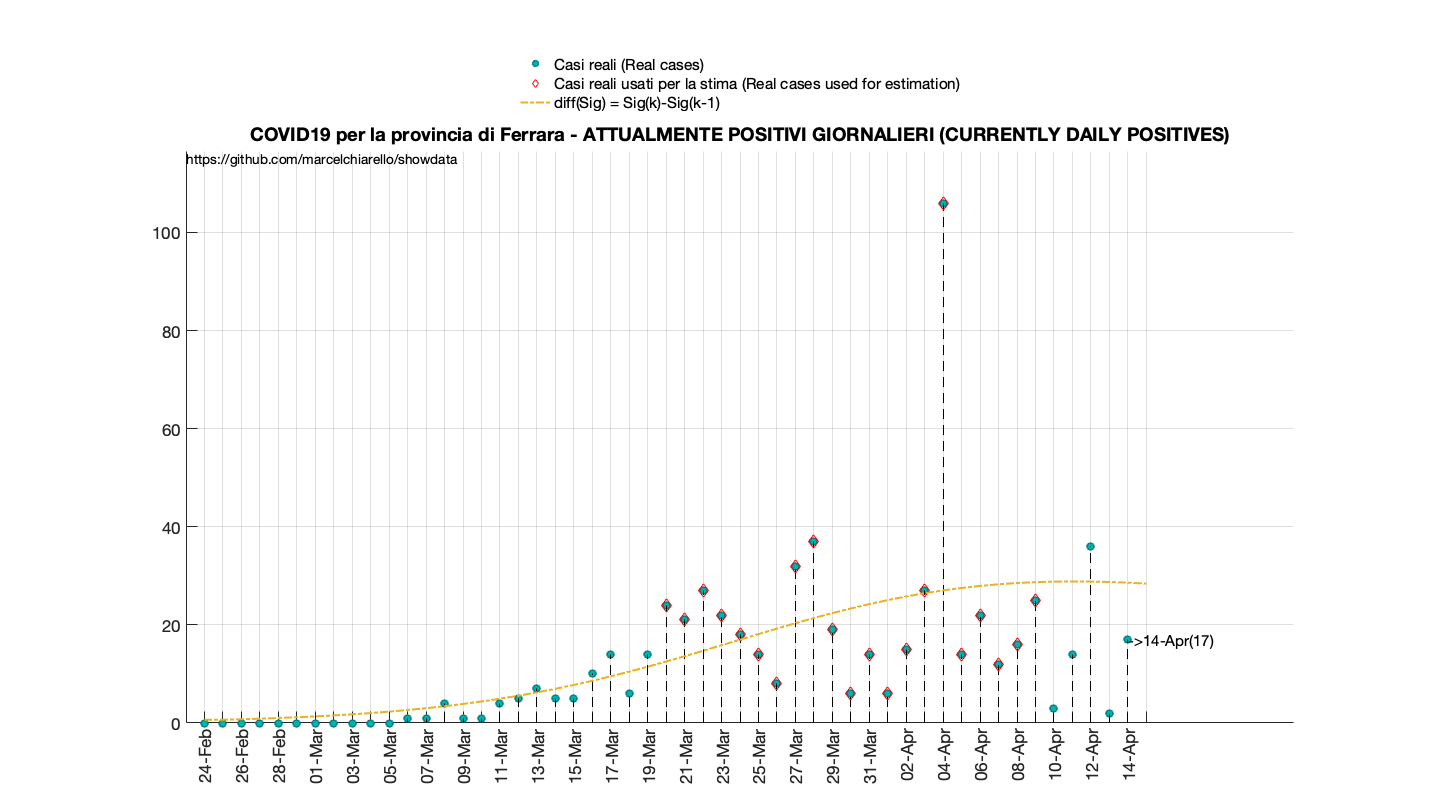 Casi reali (Real cases)
Casi reali usati per la stima (Real cases used for estimation)
diff(Sig) = Sig(k)-Sig(k-1)
COVID19 per la provincia di Ferrara - ATTUALMENTE POSITIVI GIORNALIERI (CURRENTLY DAILY POSITIVES)
https://github.com/marcelchiarello/showdata
100
80
60
40
20
0
->14-Apr(17)
24-Feb
26-Feb
28-Feb
01-Mar
03-Mar
05-Mar
07-Mar
09-Mar
11-Mar
13-Mar
15-Mar
17-Mar
19-Mar
21-Mar
23-Mar
25-Mar
27-Mar
29-Mar
31-Mar
02-Apr
04-Apr
06-Apr
08-Apr
10-Apr
12-Apr
14-Apr